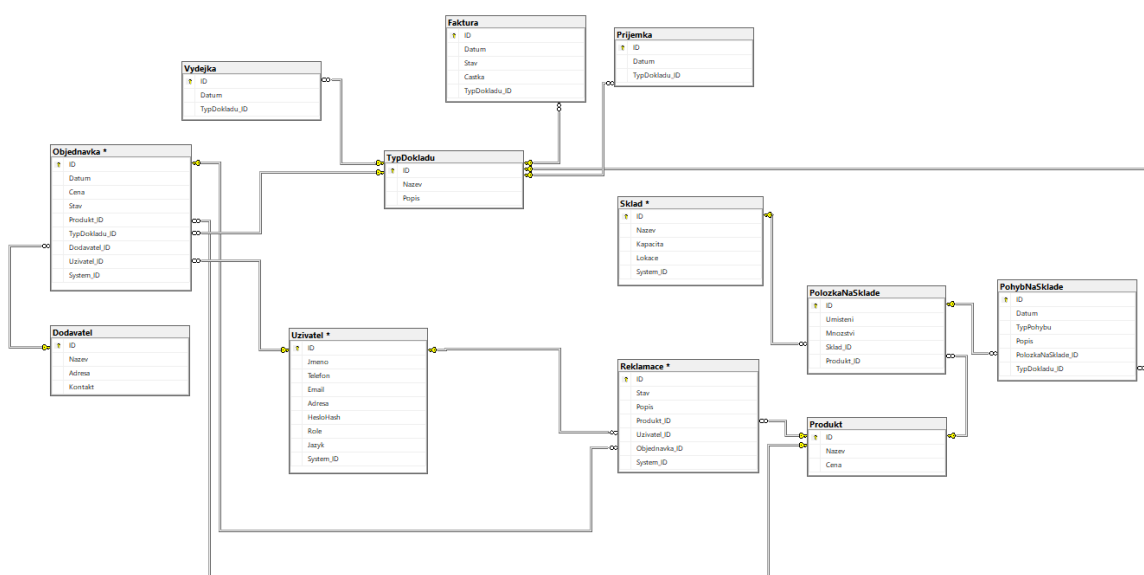 Faktura
ID
Datum
Stav
Castka
TypDokladu_ID
Prijemka
ID
Datum
TypDokladu_ID
Vydejka
ID
Datum
TypDokladu_ID
Objednavka *
ID
Datum
Cena
Stav
Produkt_ID
TypDokladu_ID
Dodavatel_ID
Uzivatel_ID
System_ID
TypDokladu
ID
Nazev
Popis
Sklad *
ID
Nazev
Kapacita
Lokace
System_ID
PolozkaNaSklade
ID
Umisteni
Mnozstvi
Sklad_ID
Produkt_ID
PohybNaSklade
ID
Datum
TypPohybu
Popis
PolozkaNaSklade_ID
TypDokladu_ID
Dodavatel
ID
Nazev
Adresa
Kontakt
Uzivatel *
ID
Jmeno
Telefon
Email
Adresa
HesloHash
Role
Jazyk
System_ID
Reklamace *
ID
Stav
Popis
Produkt_ID
Uzivatel_ID
Objednavka_ID
System_ID
Produkt
ID
Nazev
Cena